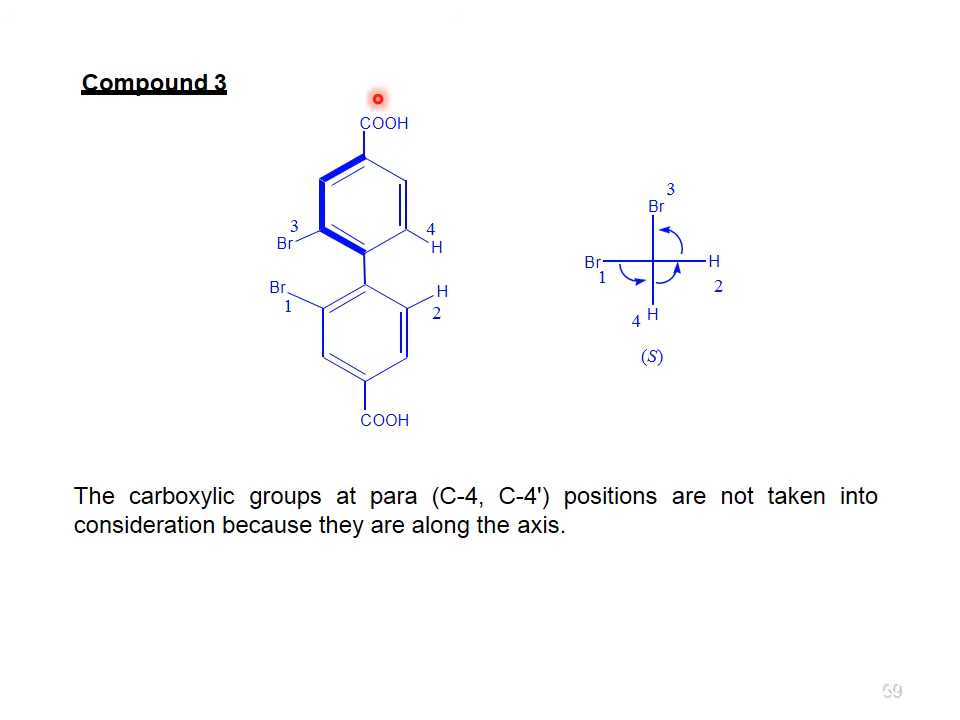 Compound 3
COOH
3
4
Br
H
Br
H
1
2
COOH
3
Br
Br
H
1
2
4
H
(S)
The carboxylic groups at para (C-4, C-4') positions are not taken into
consideration because they are along the axis.
69